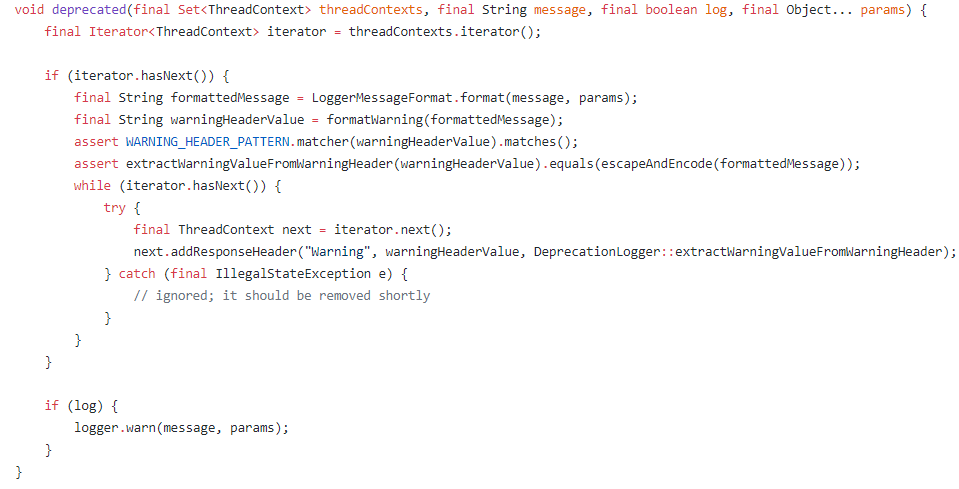 void deprecated(final Set<ThreadContext> threadContexts, final String message, final boolean log, final Object... params) {
    final Iterator<ThreadContext> iterator = threadContexts.iterator();

    if (iterator.hasNext()) {
        final String formattedMessage = LoggerMessageFormat.format(message, params);
        final String warningHeaderValue = formatWarning(formattedMessage);
        assert WARNING_HEADER_PATTERN.matcher(warningHeaderValue).matches();
        assert extractWarningValueFromWarningHeader(warningHeaderValue).equals(escapeAndEncode(formattedMessage));
        while (iterator.hasNext()) {
            try {
                final ThreadContext next = iterator.next();
                next.addResponseHeader("Warning", warningHeaderValue, DeprecationLogger::extractWarningValueFromWarningHeader);
            } catch (final IllegalStateException e) {
                // ignored; it should be removed shortly
            }
        }
    }

    if (log) {
        logger.warn(message, params);
    }
}